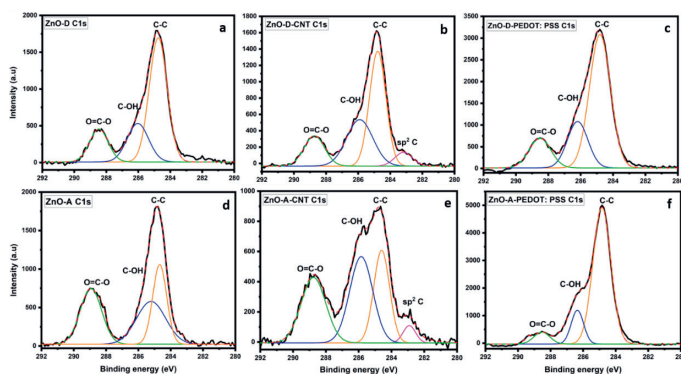 ZnO-D C1s
a
C-C
C-OH
O=C-O
Intensity (a.u)
2000
1500
1000
500
0
292 290 288 286 284 282 280
ZnO-D-CNT C1s
b
C-C
C-OH
O=C-O
sp² C
1800
1600
1400
1200
1000
800
600
400
200
0
292 290 288 286 284 282 280
ZnO-D-PEDOT: PSS C1s
c
C-C
C-OH
O=C-O
3500
3000
2500
2000
1500
1000
500
0
292 290 288 286 284 282 280
ZnO-A C1s
d
C-C
C-OH
O=C-O
Intensity (a.u)
2000
1500
1000
500
0
292 290 288 286 284 282 280
Binding energy (eV)
ZnO-A-CNT C1s
e
C-C
C-OH
O=C-O
sp² C
1000
800
600
400
200
0
292 290 288 286 284 282 280
Binding energy (eV)
ZnO-A-PEDOT: PSS C1s
f
C-C
C-OH
O=C-O
5000
4000
3000
2000
1000
0
292 290 288 286 284 282 280
Binding energy (eV)